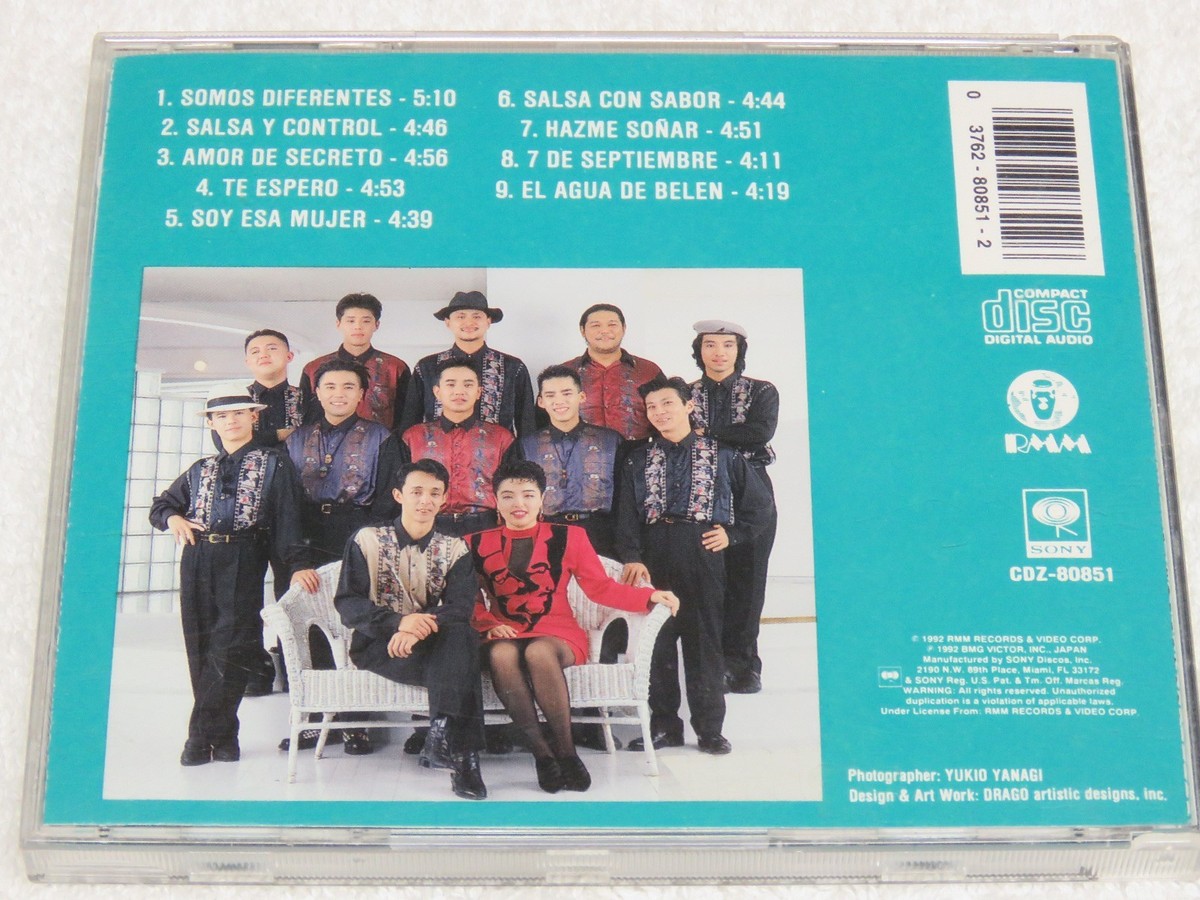 1. SOMOS DIFERENTES - 5:10
2. SALSA Y CONTROL - 4:46
3. AMOR DE SECRETO - 4:56
4. TE ESPERO - 4:53
5. SOY ESA MUJER - 4:39
6. SALSA CON SABOR - 4:44
7. HAZME SOÑAR - 4:51
8. 7 DE SEPTIEMBRE - 4:11
9. EL AGUA DE BELEN - 4:19
0 3762 - 80851 - 2
COMPACT
disc
DIGITAL AUDIO
RMM
SONY
CDZ-80851
© 1992 RMM RECORDS & VIDEO CORP.
℗ 1992 BMG VICTOR, INC., JAPAN
Manufactured by SONY Discos, Inc.
2190 N.W. 89th Place, Miami, FL 33172
& SONY Reg. U.S. Pat. & Tm. Off. Marcas Reg.
WARNING: All rights reserved. Unauthorized
duplication is a violation of applicable laws.
Under License From: RMM RECORDS & VIDEO CORP.
Photographer: YUKIO YANAGI
Design & Art Work: DRAGO artistic designs, inc.